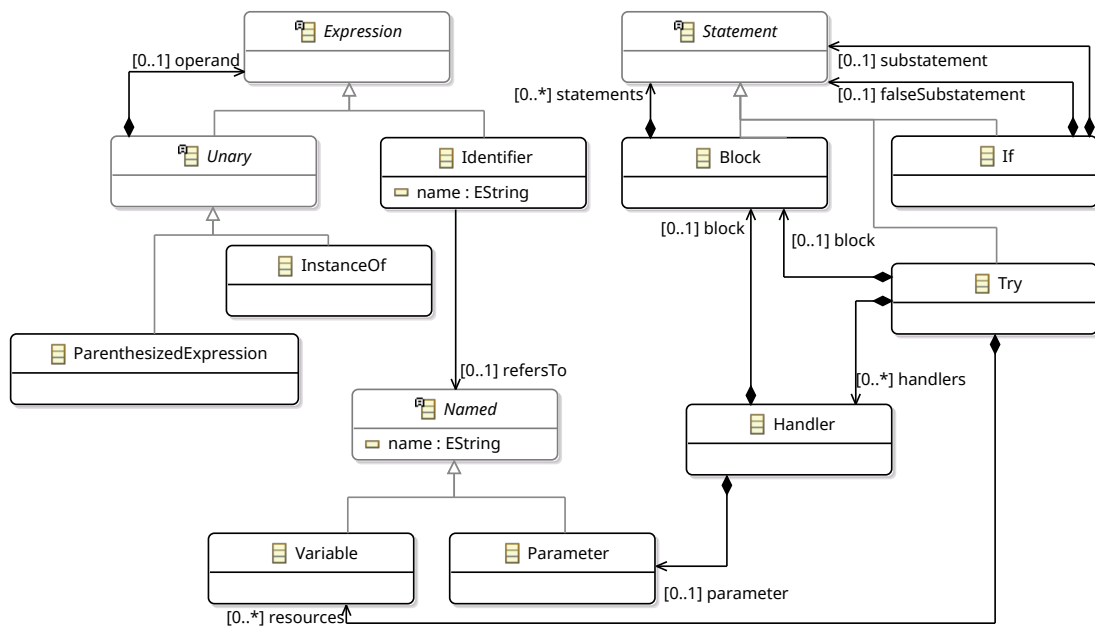 Expression
Statement
[0..1] operand
[0..1] substatement
[0..*] statements
[0..1] falseSubstatement
Unary
Identifier
name : EString
Block
If
[0..1] block
[0..1] block
InstanceOf
Try
ParenthesizedExpression
[0..1] refersTo
[0..*] handlers
Named
name : EString
Handler
Variable
Parameter
[0..1] parameter
[0..*] resources